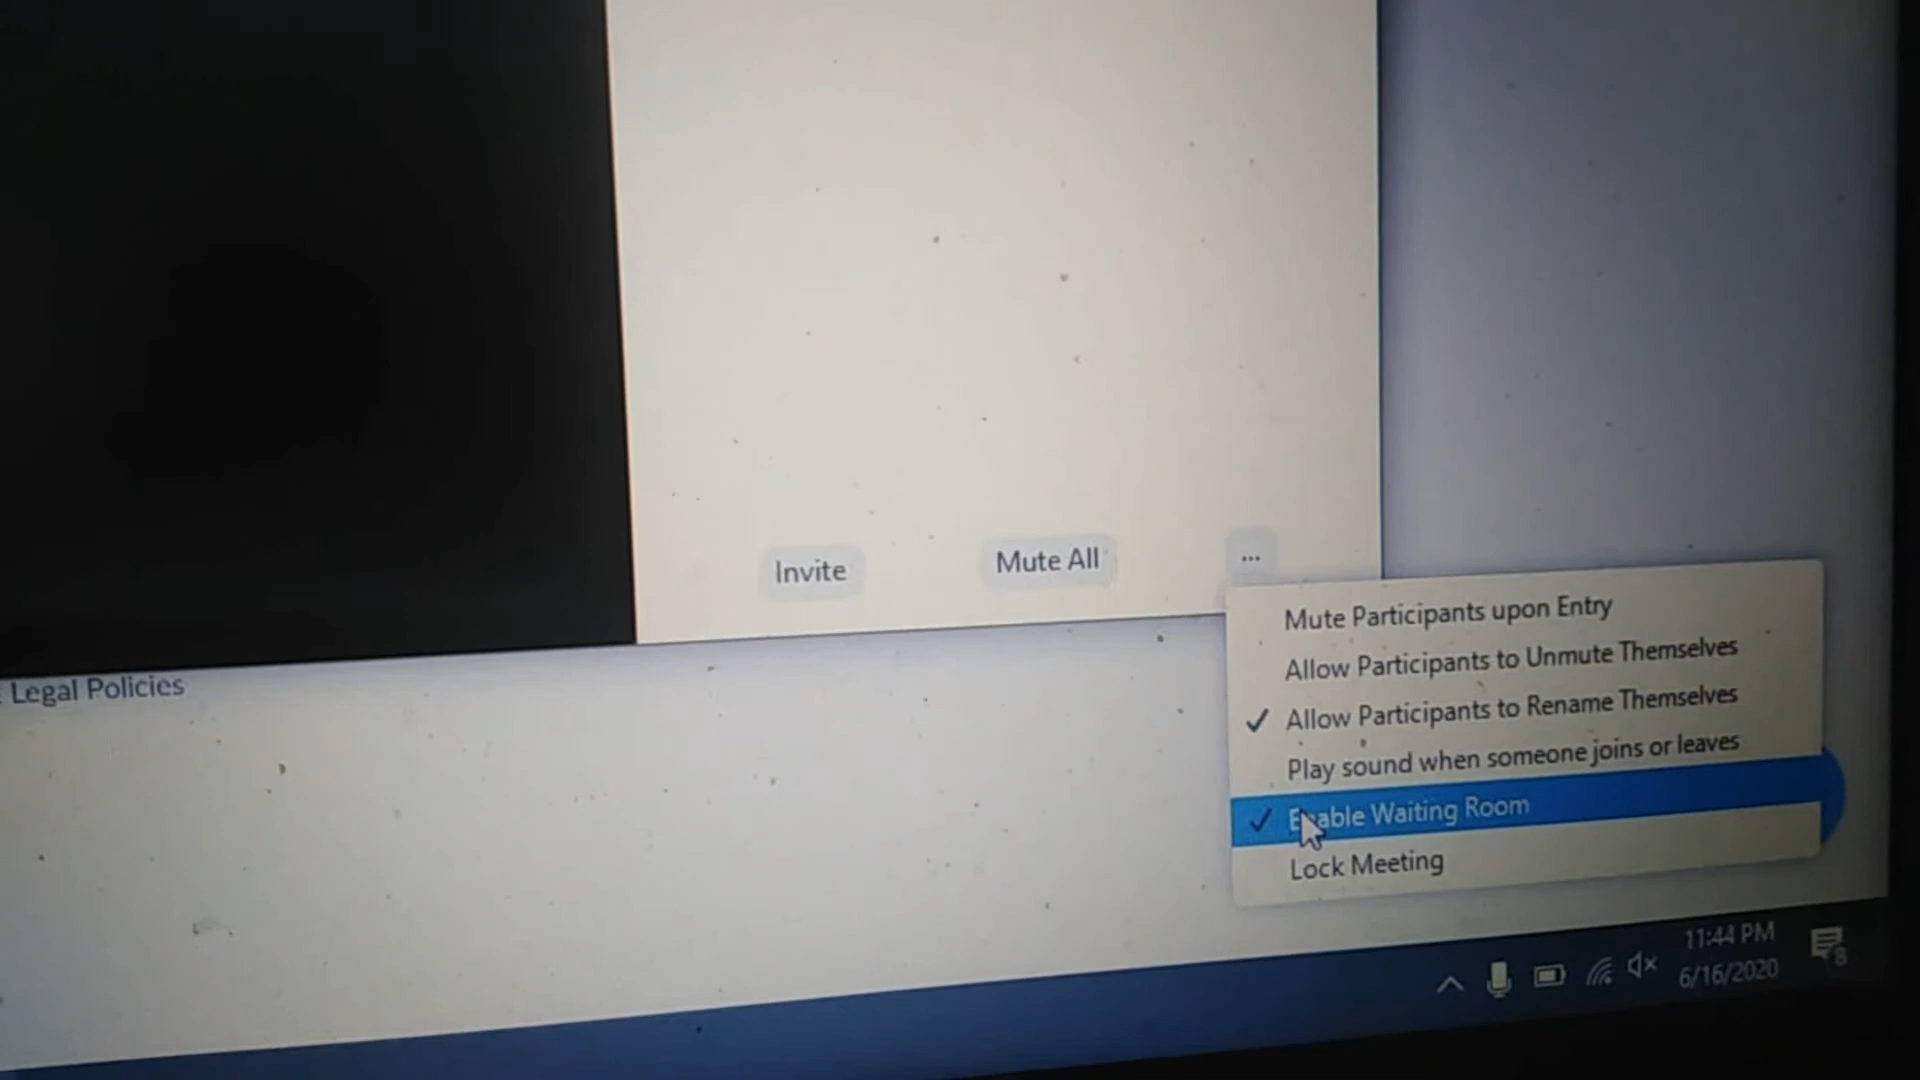 Invite
Mute All
...
Mute Participants upon Entry
Allow Participants to Unmute Themselves
Allow Participants to Rename Themselves
Play sound when someone joins or leaves
Enable Waiting Room
Lock Meeting
Legal Policies
11:44 PM
6/16/2020
8